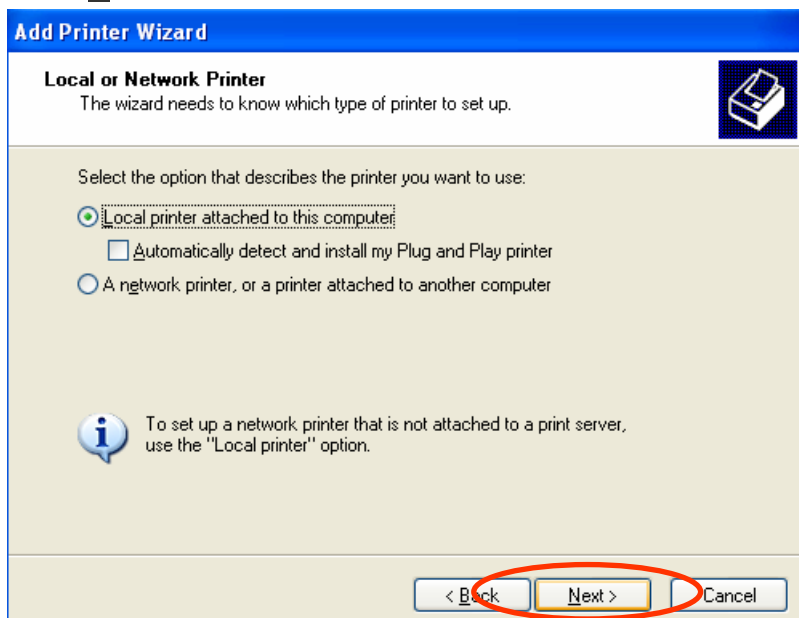 Add Printer Wizard
Local or Network Printer
The wizard needs to know which type of printer to set up.
Select the option that describes the printer you want to use:
Local printer attached to this computer
Automatically detect and install my Plug and Play printer
A network printer, or a printer attached to another computer
To set up a network printer that is not attached to a print server,
use the "Local printer" option.
< Back Next > Cancel